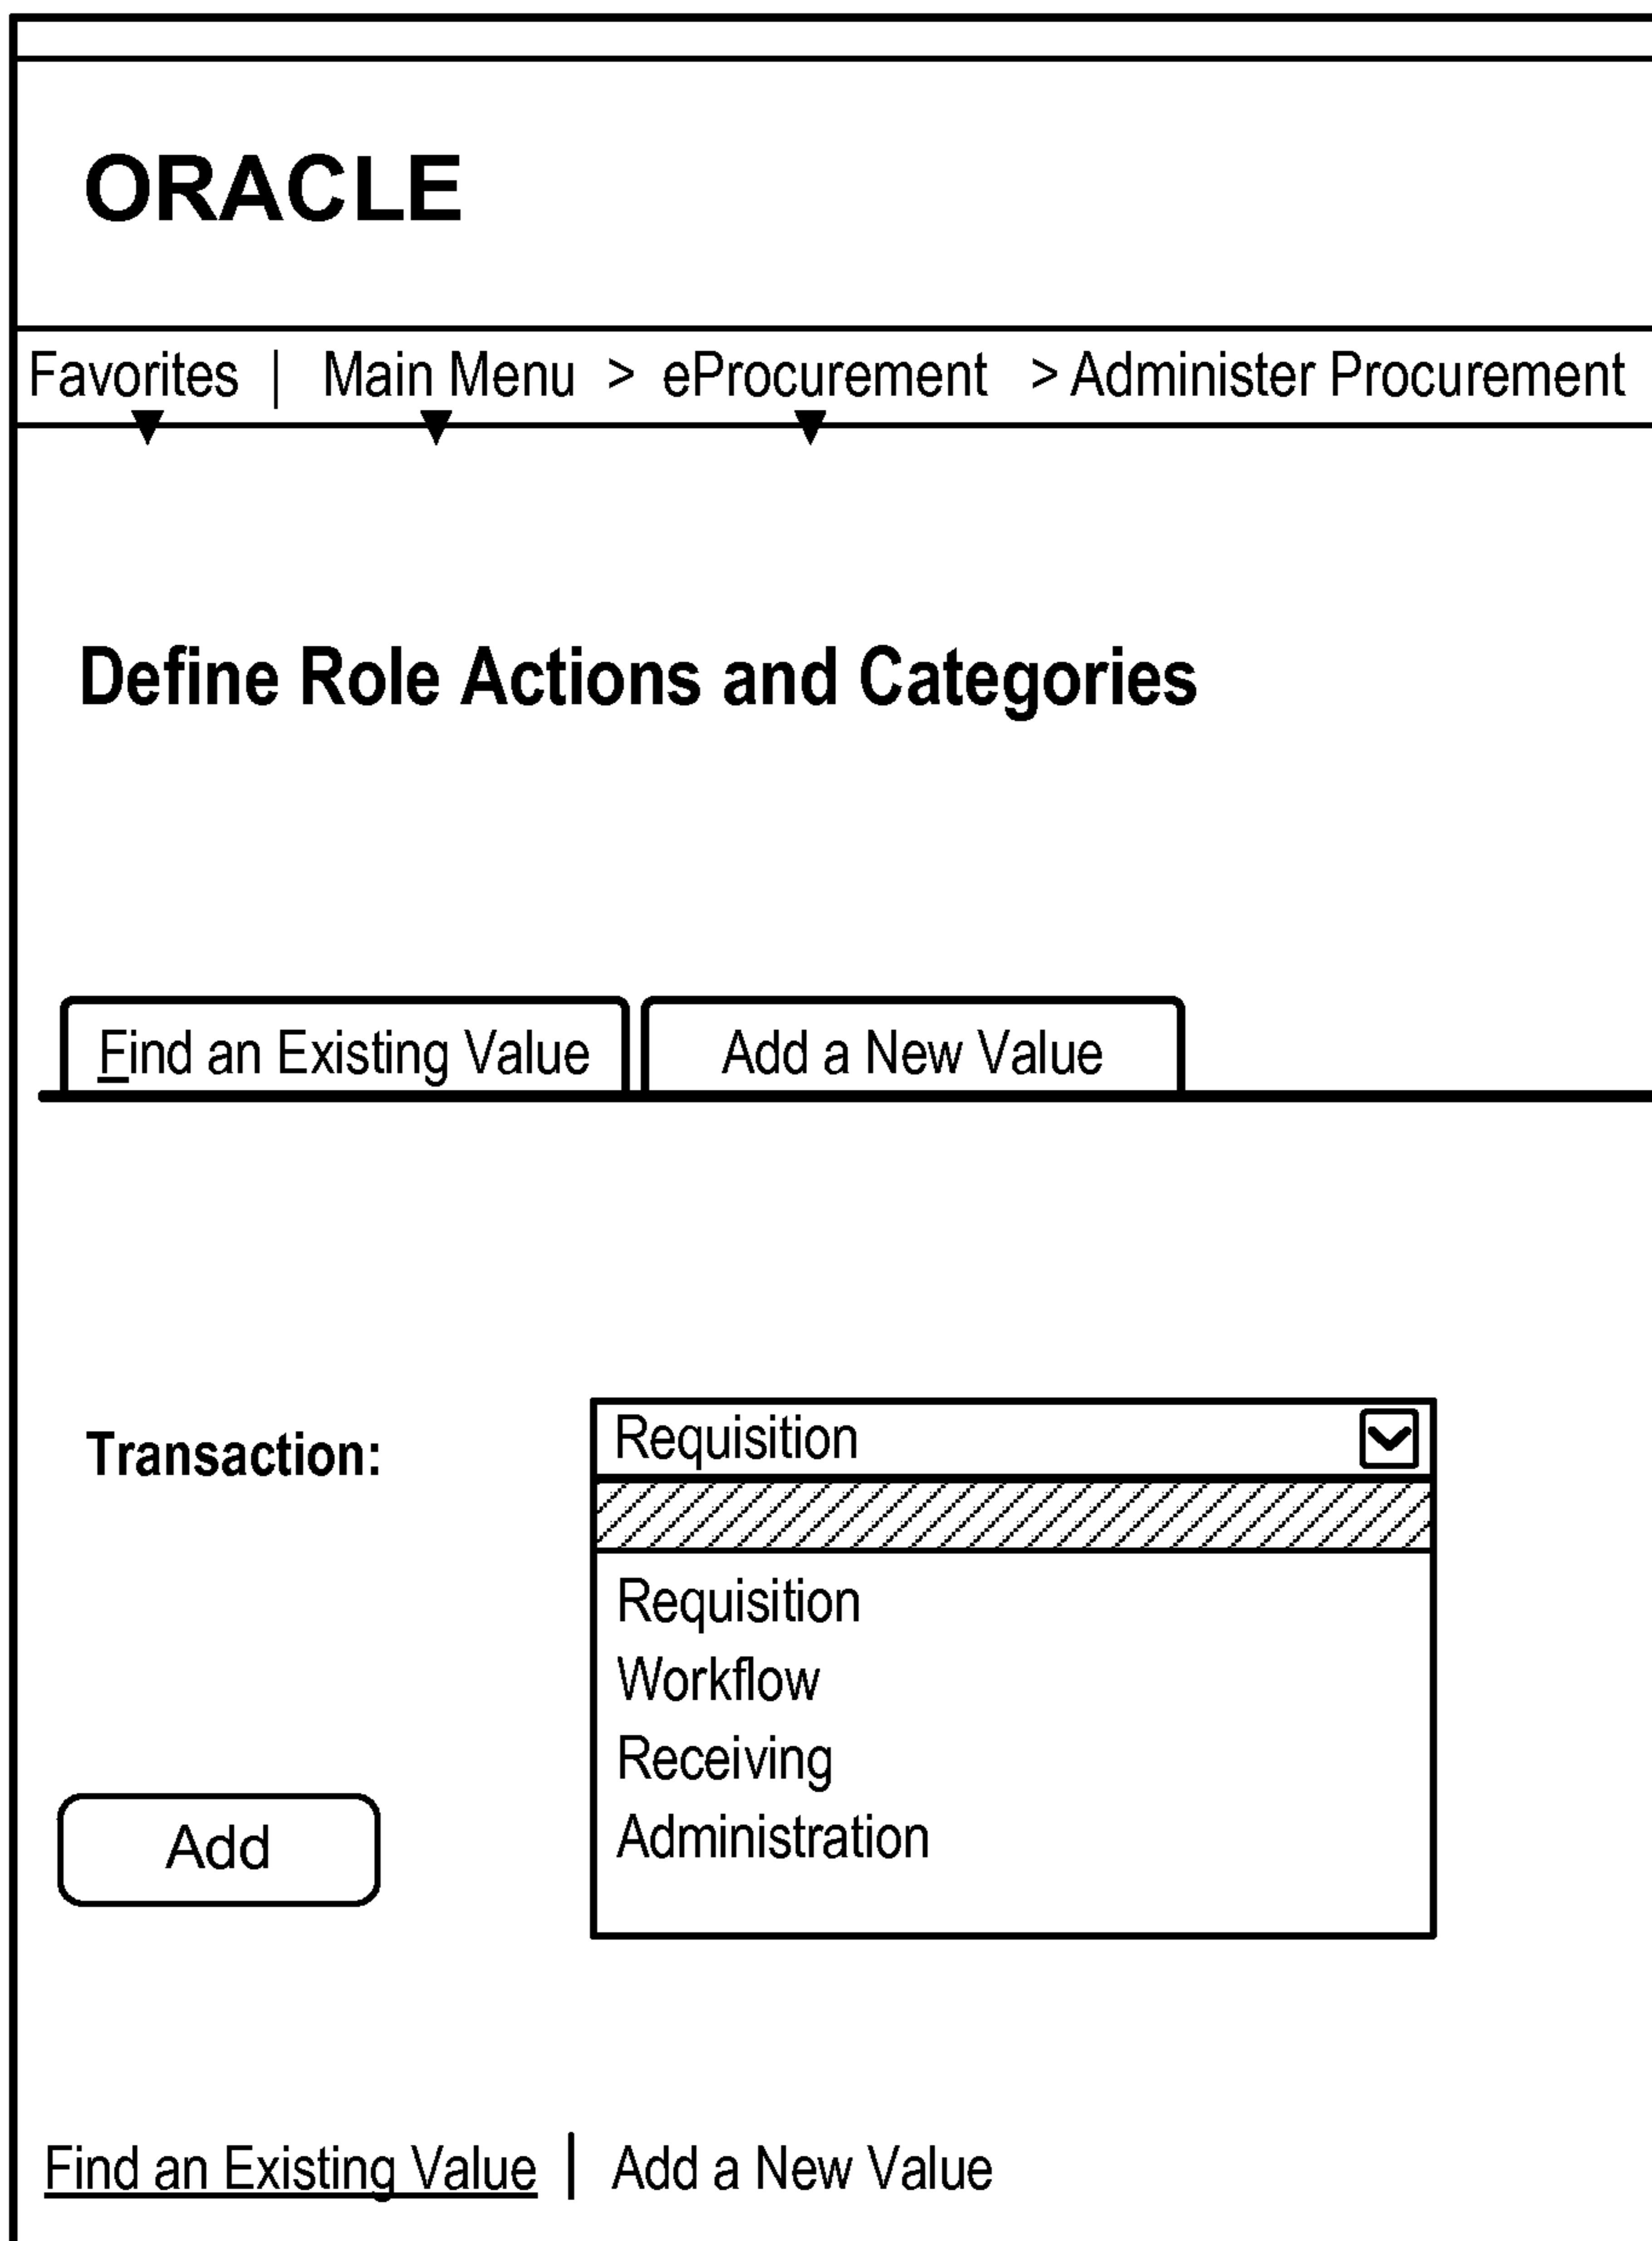 ORACLE
Favorites | Main Menu > eProcurement > Administer Procurement
Define Role Actions and Categories
Find an Existing Value Add a New Value
Transaction: Requisition
Requisition
Workflow
Receiving
Administration
Add
Find an Existing Value | Add a New Value